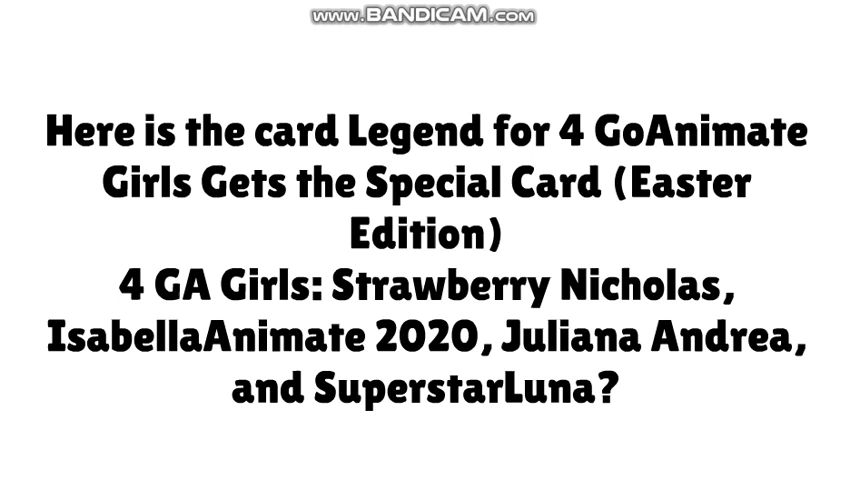 www.BANDICAM.com
Here is the card Legend for 4 GoAnimate
Girls Gets the Special Card (Easter
Edition)
4 GA Girls: Strawberry Nicholas,
IsabellaAnimate 2020, Juliana Andrea,
and SuperstarLuna?